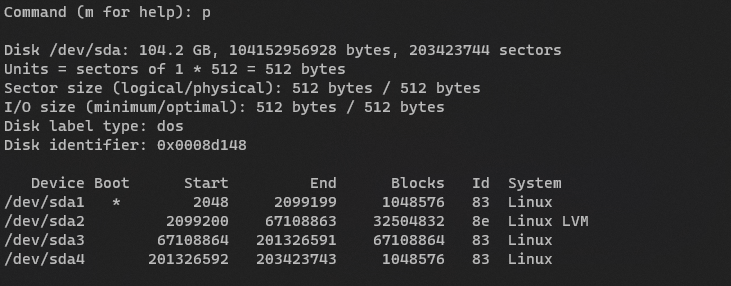 Command (m for help): p
Disk /dev/sda: 104.2 GB, 104152956928 bytes, 203423744 sectors
Units = sectors of 1 * 512 = 512 bytes
Sector size (logical/physical): 512 bytes / 512 bytes
I/O size (minimum/optimal): 512 bytes / 512 bytes
Disk label type: dos
Disk identifier: 0x0008d148
   Device Boot      Start         End      Blocks   Id  System
/dev/sda1   *        2048     2099199     1048576   83  Linux
/dev/sda2         2099200    67108863    32504832   8e  Linux LVM
/dev/sda3        67108864   201326591    67108864   83  Linux
/dev/sda4       201326592   203423743     1048576   83  Linux